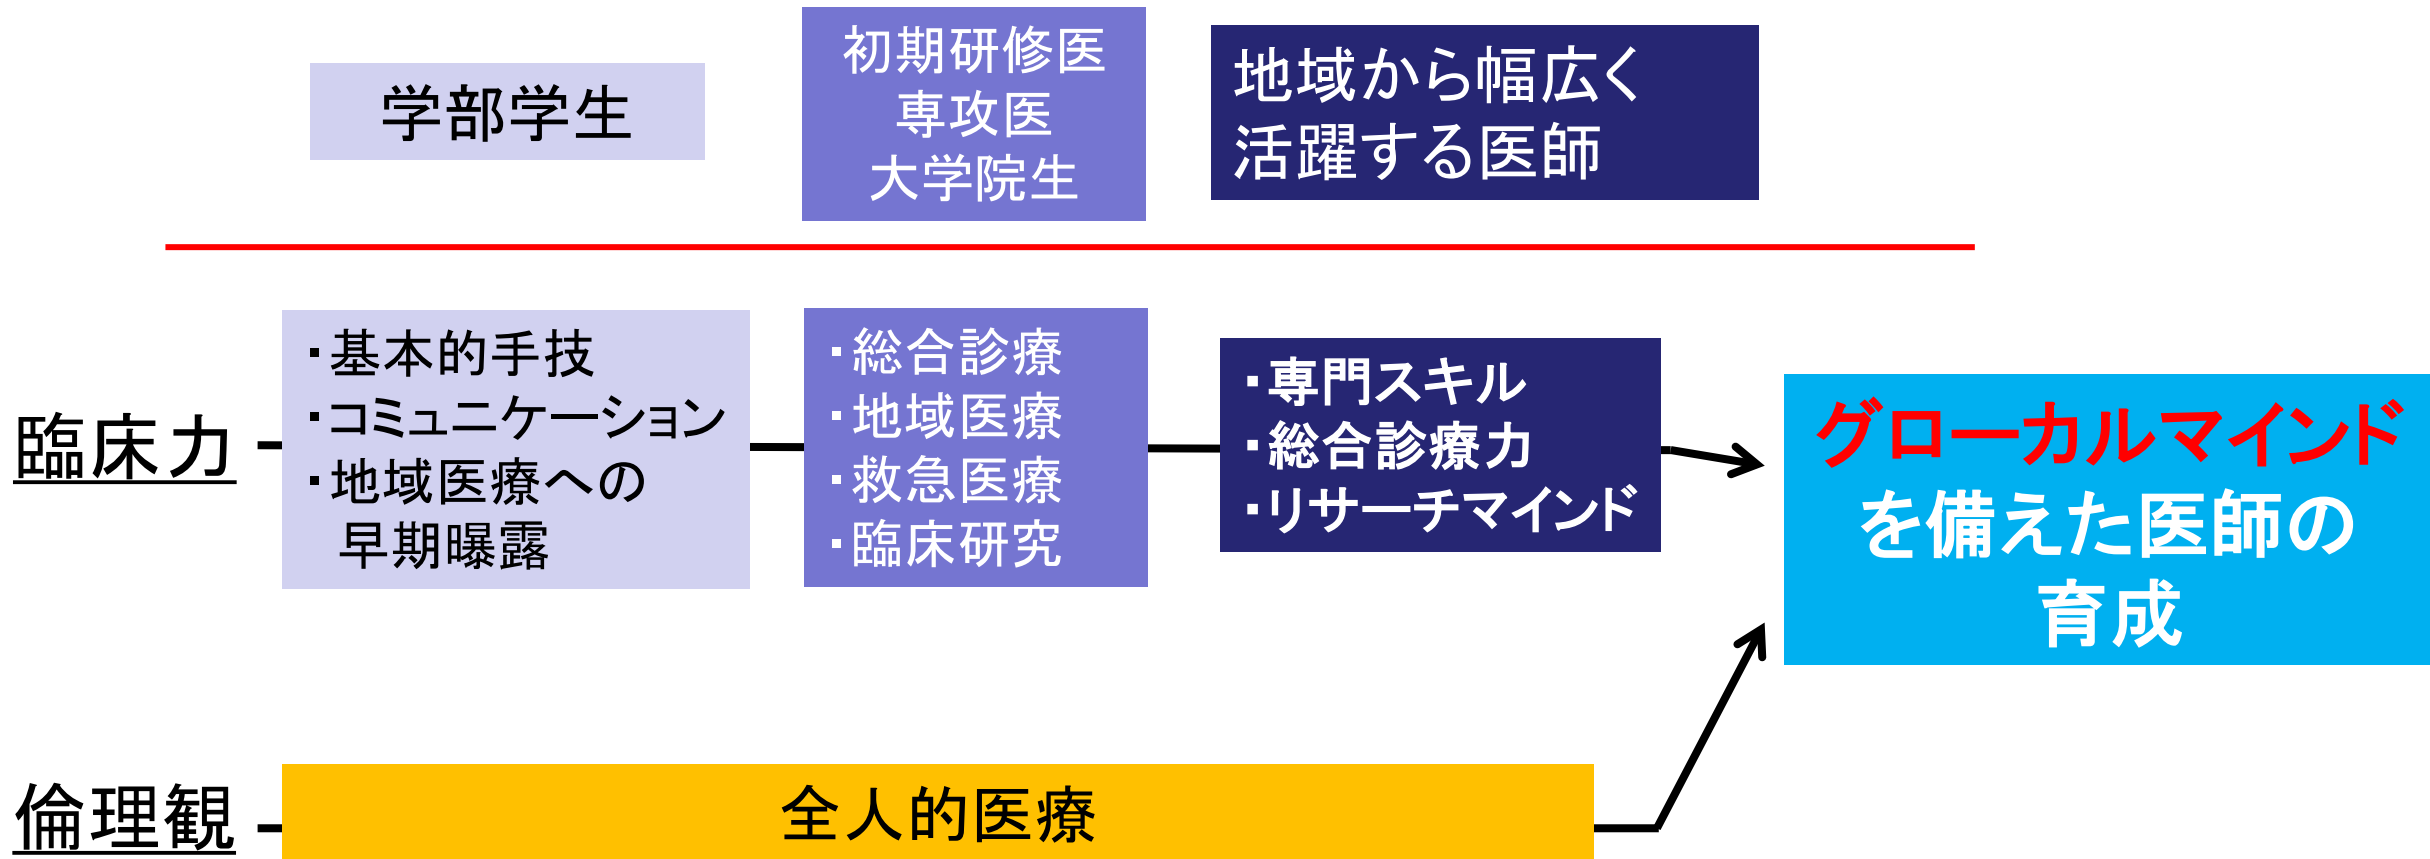 学部学生
初期研修医
専攻医
大学院生
地域から幅広く
活躍する医師
臨床力
・基本的手技
・コミュニケーション
・地域医療への
早期曝露
・総合診療
・地域医療
・救急医療
・臨床研究
・専門スキル
・総合診療力
・リサーチマインド
グローカルマインド
を備えた医師の
育成
倫理観
全人的医療